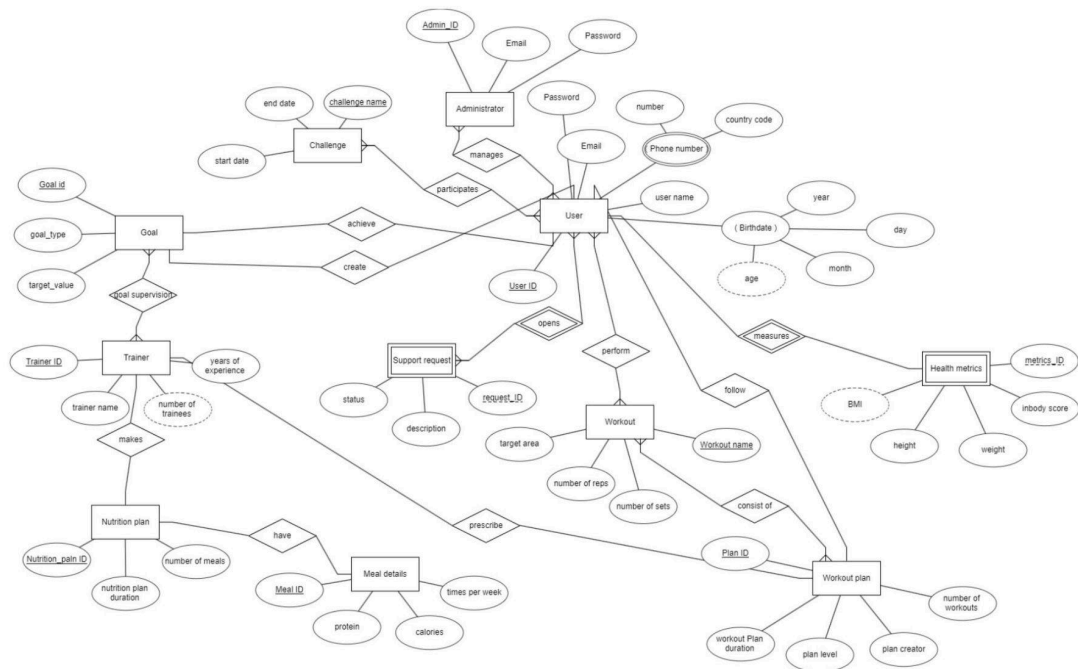 Admin_ID
Email
Password
Administrator
end date
challenge name
start date
Challenge
manages
participates
Password
Email
number
country code
( Phone number )
user name
User
User ID
year
( Birthdate )
day
month
age
Goal id
goal_type
target_value
Goal
achieve
create
goal supervision
Trainer ID
Trainer
years of
experience
trainer name
number of
trainees
makes
opens
Support request
status
description
request_ID
perform
measures
Health metrics
metrics_ID
BMI
inbody score
height
weight
follow
Workout
target area
Workout name
number of reps
number of sets
consist of
prescribe
Nutrition plan
Nutrition_paln ID
number of meals
nutrition plan
duration
have
Meal details
Meal ID
times per week
protein
calories
Plan ID
Workout plan
number of
workouts
workout Plan
duration
plan level
plan creator